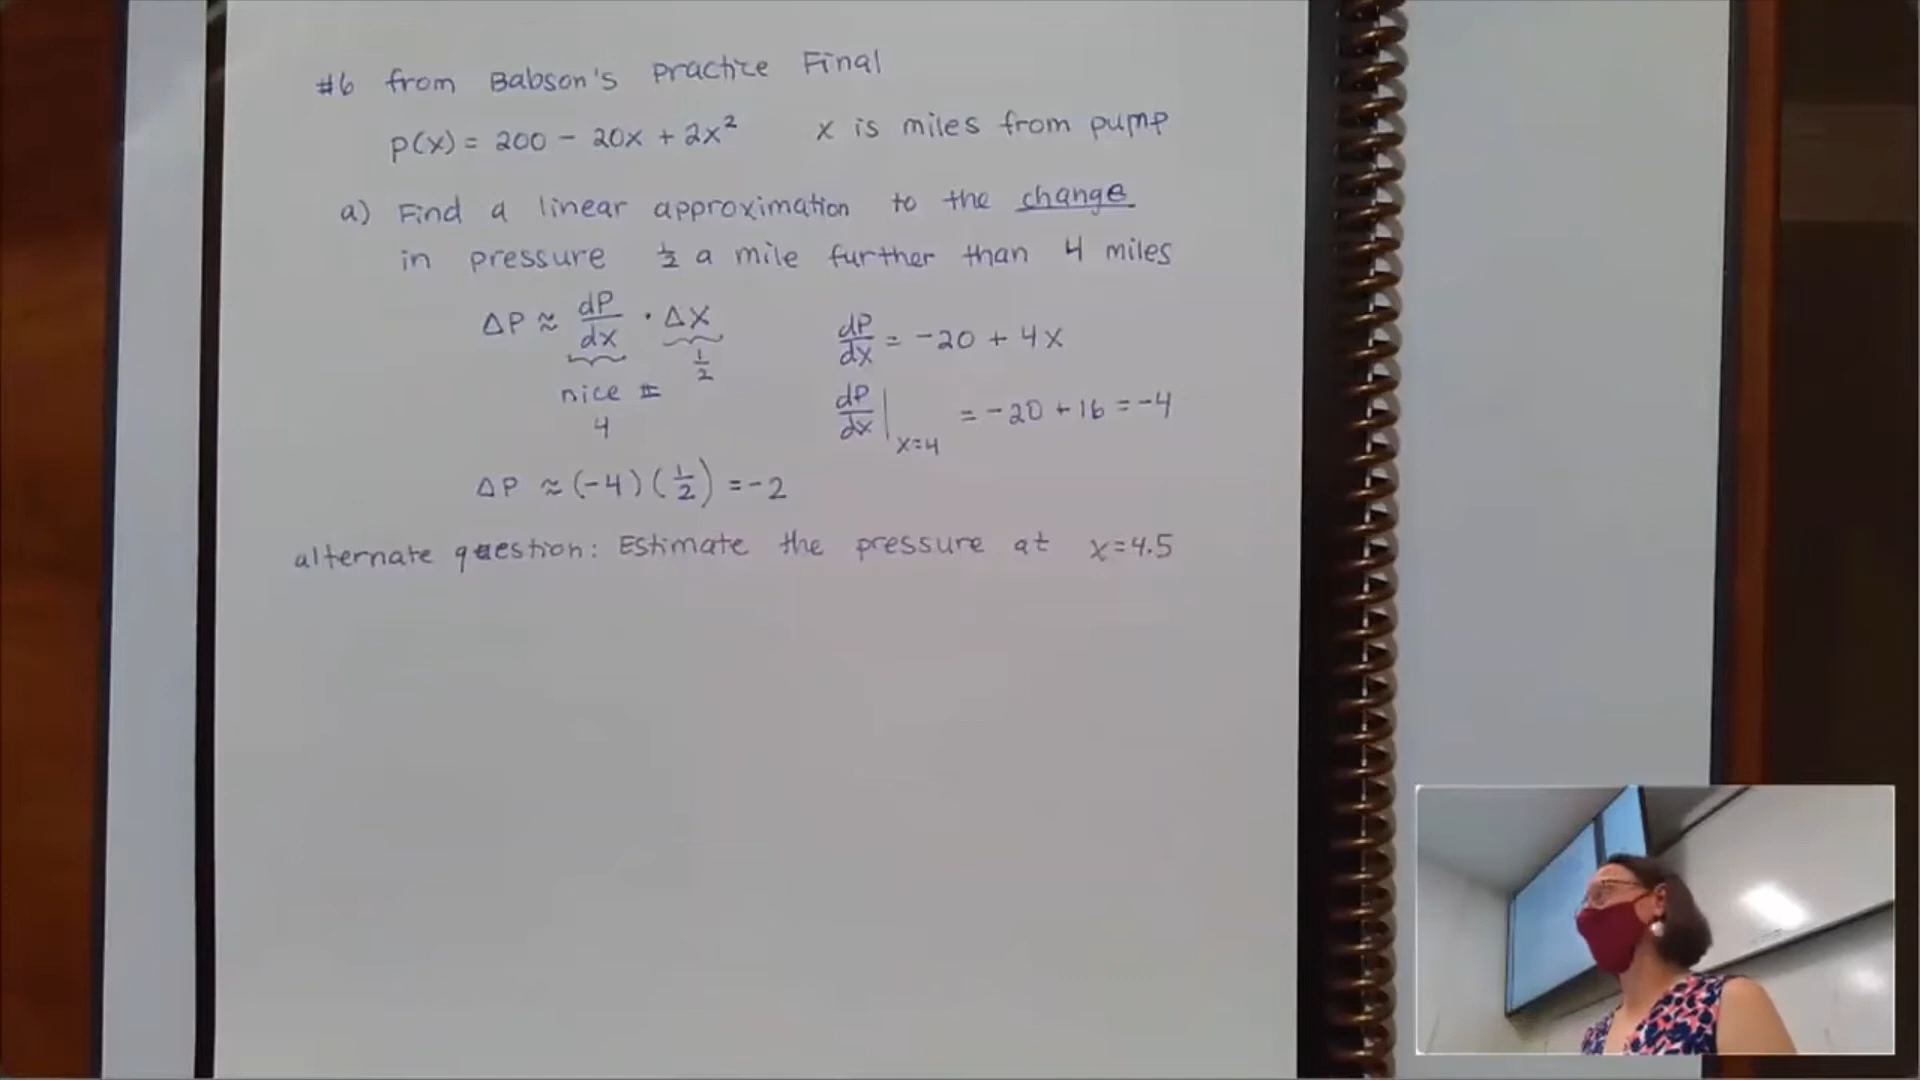 #6 from Babson's Practice Final
P(x) = 200 - 20x + 2x² x is miles from pump
a) Find a linear approximation to the change
in pressure ½ a mile further than 4 miles
ΔP ≈ dP/dx · Δx dP/dx = -20 + 4x
1/2
nice #
4
dP/dx | x=4 = -20 + 16 = -4
ΔP ≈ (-4)(1/2) = -2
alternate question: Estimate the pressure at x=4.5